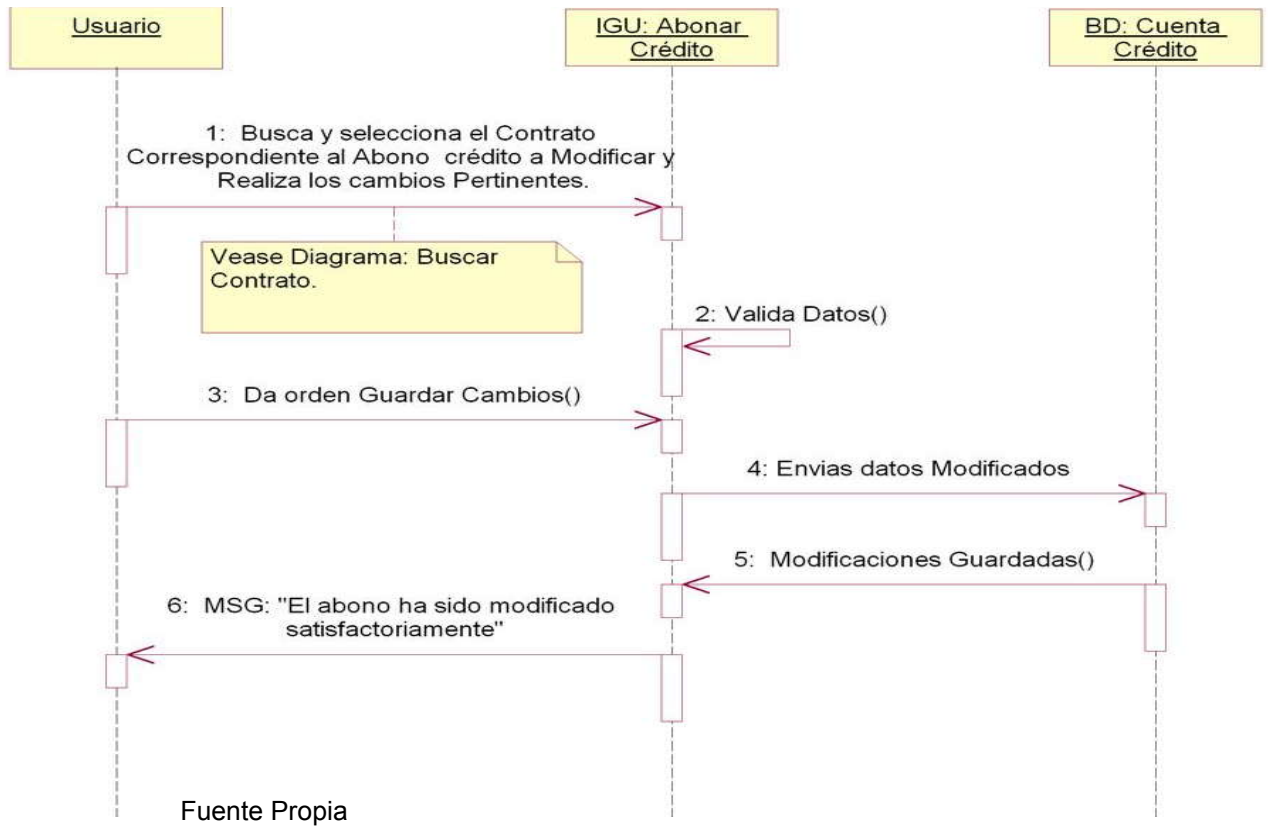 Usuario
IGU: Abonar
Crédito
BD: Cuenta
Crédito
1: Busca y selecciona el Contrato
Correspondiente al Abono crédito a Modificar y
Realiza los cambios Pertinentes.
Vease Diagrama: Buscar
Contrato.
2: Valida Datos()
3: Da orden Guardar Cambios()
4: Envias datos Modificados
5: Modificaciones Guardadas()
6: MSG: "El abono ha sido modificado
satisfactoriamente"
Fuente Propia